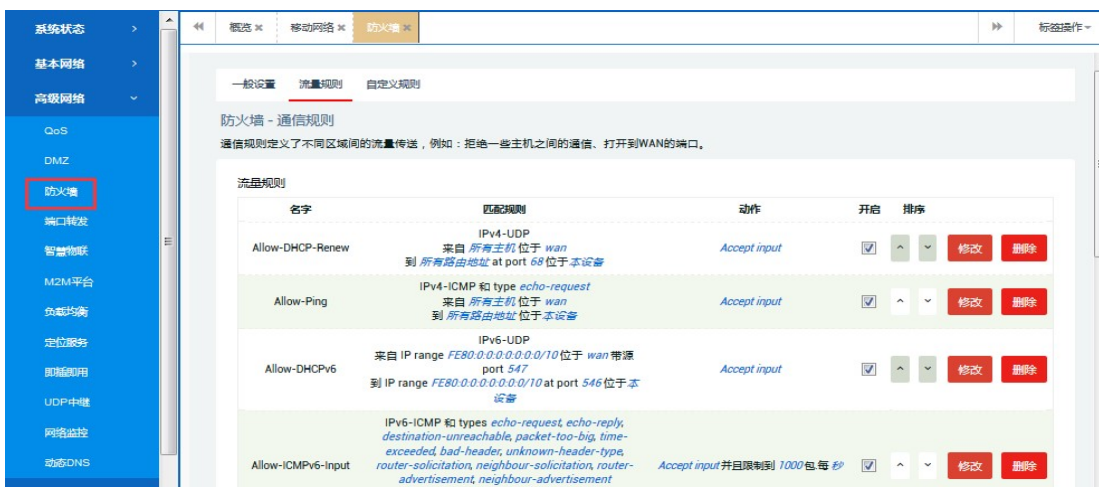 系统状态
基本网络
高级网络
QoS
DMZ
防火墙
端口转发
智慧物联
M2M平台
负载均衡
定位服务
即插即用
UDP中继
网络监控
动态DNS
概览
移动网络
防火墙
标签操作
一般设置
流量规则
自定义规则
防火墙 - 通信规则
通信规则定义了不同区域间的流量传送，例如：拒绝一些主机之间的通信、打开到WAN的端口。
流量规则
名字 匹配规则 动作 开启 排序
Allow-DHCP-Renew
IPv4-UDP
来自 所有主机 位于 wan
到 所有路由地址 at port 68 位于 本设备
Accept input
修改
删除
Allow-Ping
IPv4-ICMP 和 type echo-request
来自 所有主机 位于 wan
到 所有路由地址 位于 本设备
Accept input
修改
删除
Allow-DHCPv6
IPv6-UDP
来自 IP range FE80:0:0:0:0:0:0:0/10 位于 wan 带源
port 547
到 IP range FE80:0:0:0:0:0:0:0/10 at port 546 位于 本
设备
Accept input
修改
删除
Allow-ICMPv6-Input
IPv6-ICMP 和 types echo-request, echo-reply,
destination-unreachable, packet-too-big, time-
exceeded, bad-header, unknown-header-type,
router-solicitation, neighbour-solicitation, router-
advertisement, neighbour-advertisement
Accept input 并且限制到 1000 包.每 秒
修改
删除